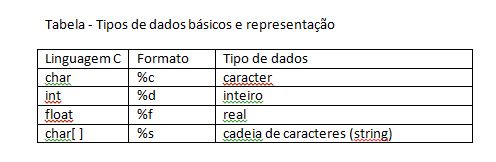 Tabela - Tipos de dados básicos e representação
Linguagem C Formato Tipo de dados
char %c caracter
int %d inteiro
float %f real
char[ ] %s cadeia de caracteres (string)